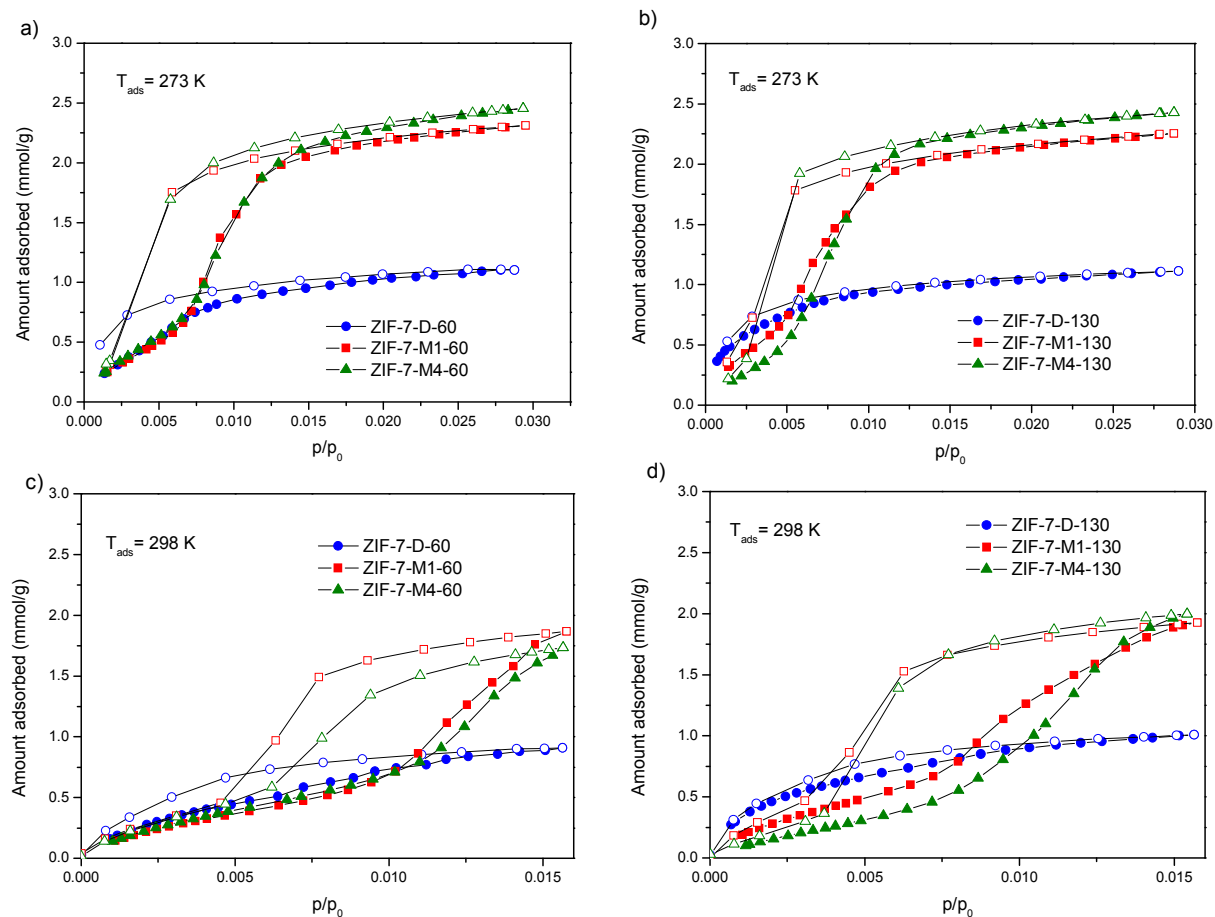 a)
3.0
2.5
2.0
1.5
1.0
0.5
0.0
Amount adsorbed (mmol/g)
T_ads = 273 K
ZIF-7-D-60
ZIF-7-M1-60
ZIF-7-M4-60
0.000 0.005 0.010 0.015 0.020 0.025 0.030
p/p_0
b)
3.0
2.5
2.0
1.5
1.0
0.5
0.0
Amount adsorbed (mmol/g)
T_ads = 273 K
ZIF-7-D-130
ZIF-7-M1-130
ZIF-7-M4-130
0.000 0.005 0.010 0.015 0.020 0.025 0.030
p/p_0
c)
3.0
2.5
2.0
1.5
1.0
0.5
0.0
Amount adsorbed (mmol/g)
T_ads = 298 K
ZIF-7-D-60
ZIF-7-M1-60
ZIF-7-M4-60
0.000 0.005 0.010 0.015
p/p_0
d)
3.0
2.5
2.0
1.5
1.0
0.5
0.0
Amount adsorbed (mmol/g)
T_ads = 298 K
ZIF-7-D-130
ZIF-7-M1-130
ZIF-7-M4-130
0.000 0.005 0.010 0.015
p/p_0